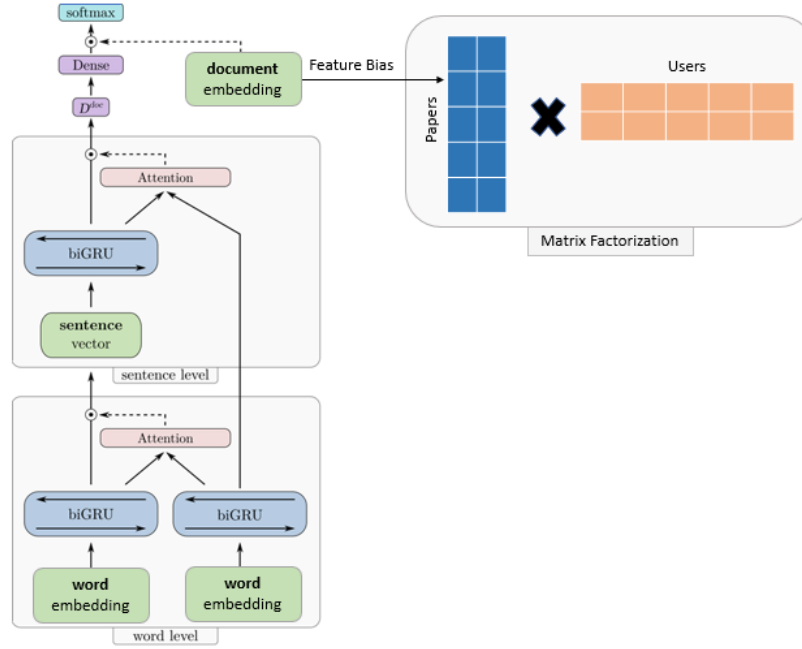 softmax
Dense
D^doc
document
embedding
Feature Bias
Papers
Users
Matrix Factorization
Attention
biGRU
sentence
vector
sentence level
Attention
biGRU
biGRU
word
embedding
word
embedding
word level